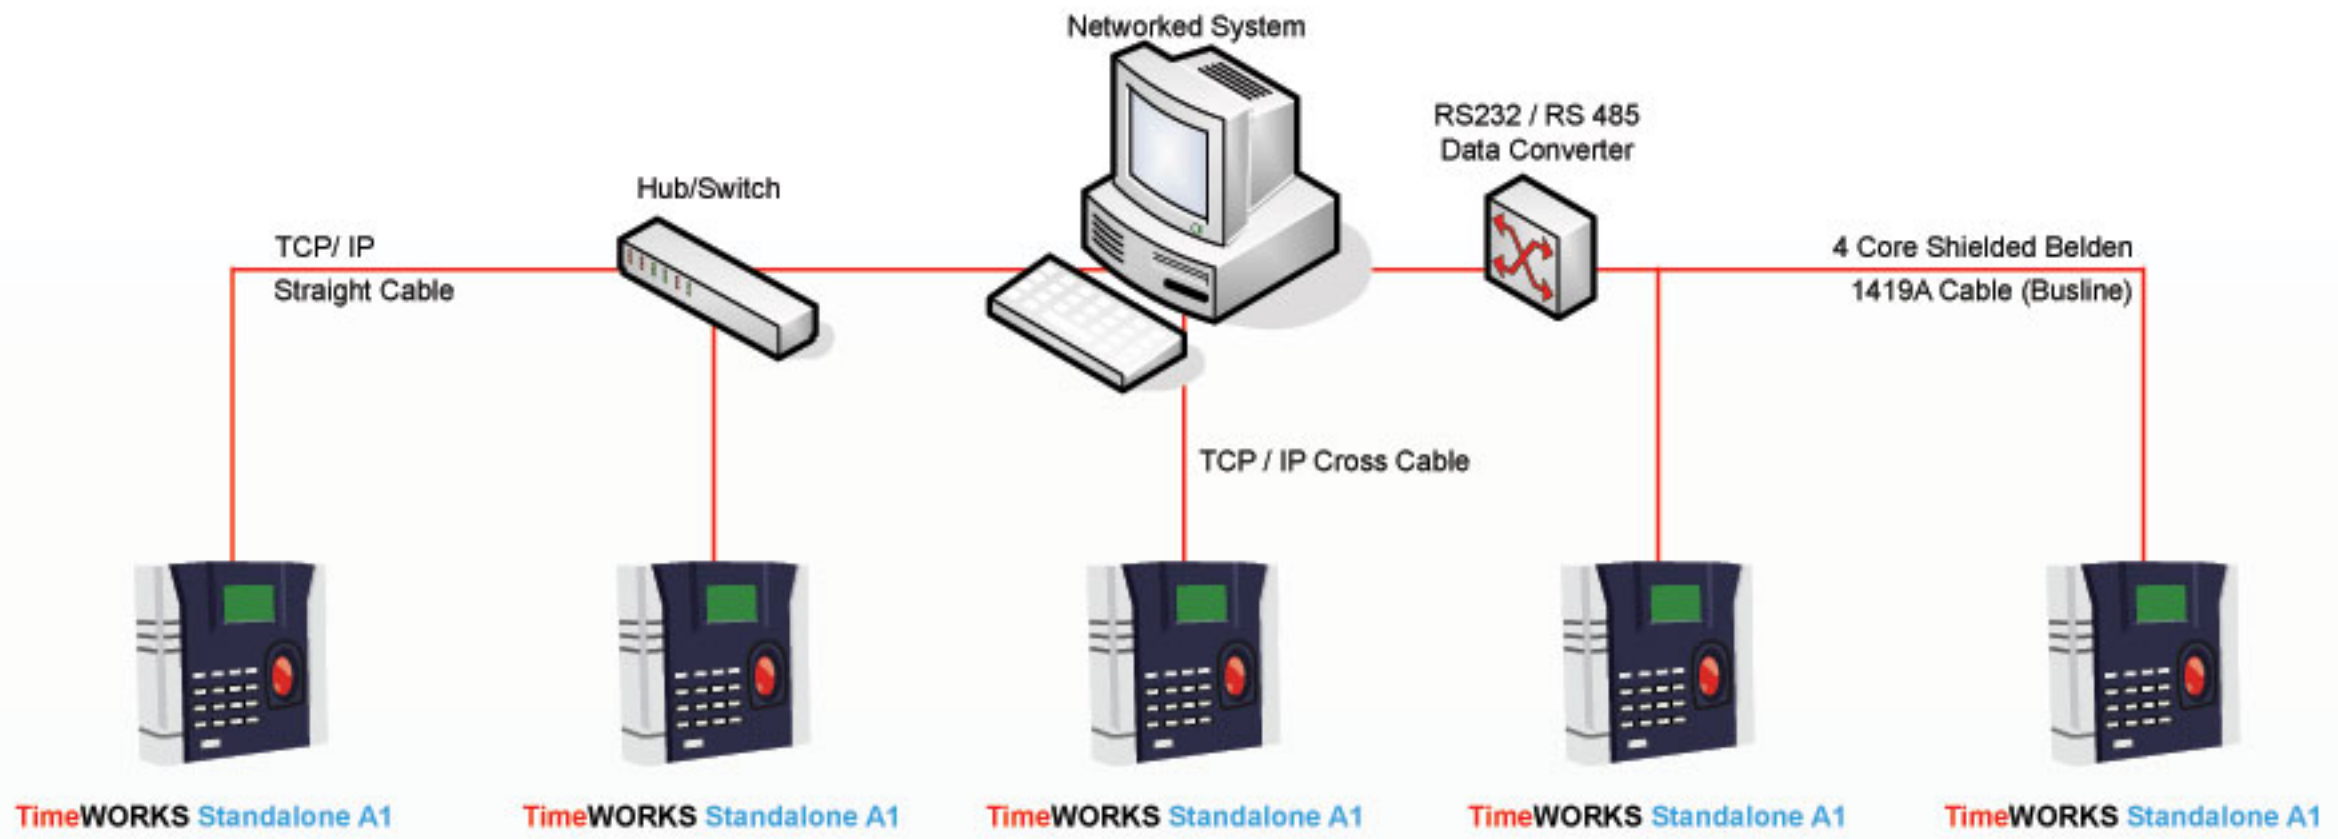 Networked System
RS232 / RS 485
Data Converter
Hub/Switch
TCP/ IP
Straight Cable
4 Core Shielded Belden
1419A Cable (Busline)
TCP / IP Cross Cable
TimeWORKS Standalone A1
TimeWORKS Standalone A1
TimeWORKS Standalone A1
TimeWORKS Standalone A1
TimeWORKS Standalone A1